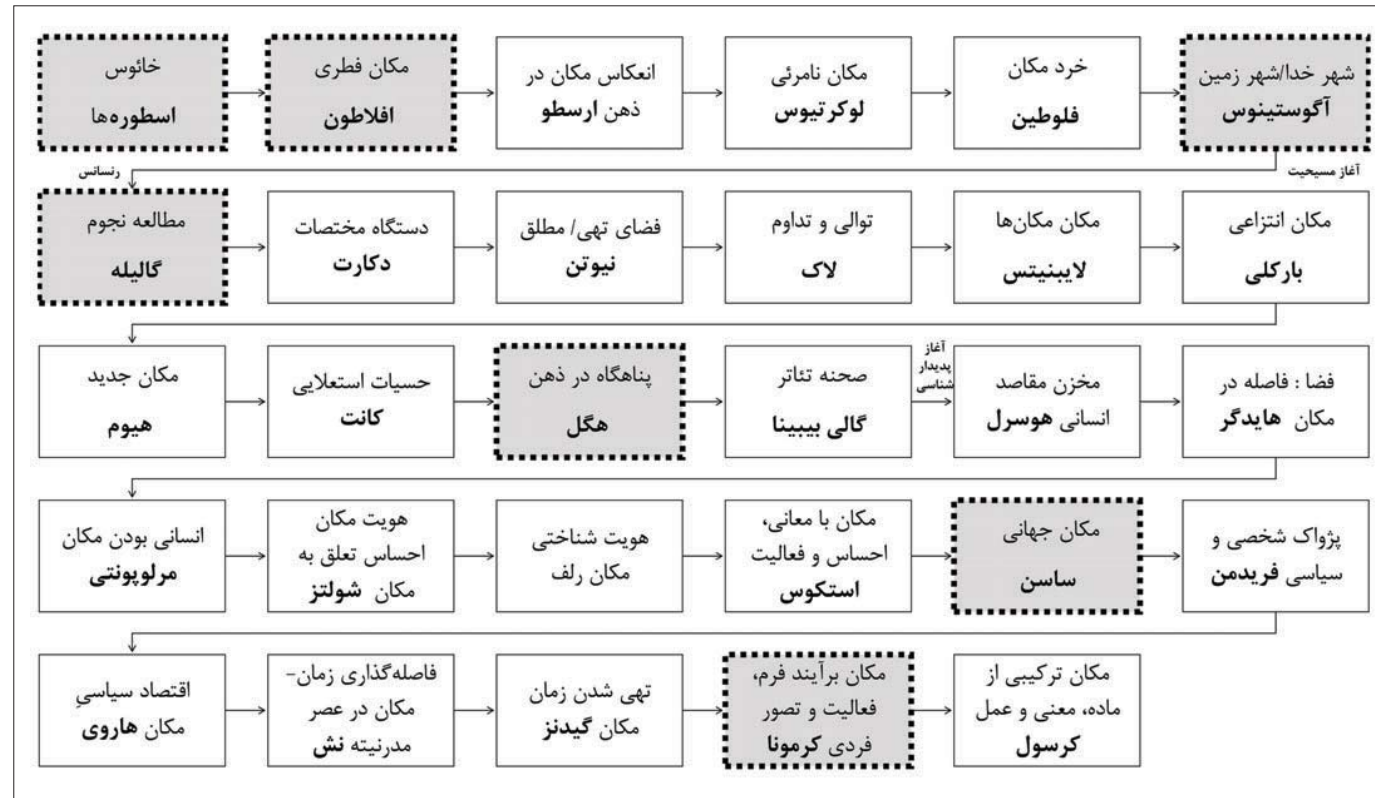 خائوس
اسطوره‌ها
مکان فطری
افلاطون
انعکاس مکان در
ذهن ارسطو
مکان نامرئی
لوکرتیوس
خرد مکان
فلوطین
شهر خدا/شهر زمین
آگوستینوس
آغاز مسیحیت
رنسانس
مطالعه نجوم
گالیله
دستگاه مختصات
دکارت
فضای تهی/ مطلق
نیوتن
توالی و تداوم
لاک
مکان مکان‌ها
لایبنیتس
مکان انتزاعی
بارکلی
مکان جدید
هیوم
حسیات استعلایی
کانت
پناهگاه در ذهن
هگل
صحنه تئاتر
گالی بیبینا
آغاز
پدیدار
شناسی
مخزن مقاصد
انسانی هوسرل
فضا : فاصله در
مکان هایدگر
انسانی بودن مکان
مرلوپونتی
هویت مکان
احساس تعلق به
مکان شولتز
هویت شناختی
مکان رلف
مکان با معانی،
احساس و فعالیت
استکوس
مکان جهانی
ساسن
پژواک شخصی و
سیاسی فریدمن
اقتصاد سیاسیِ
مکان هاروی
فاصله‌گذاری زمان-
مکان در عصر
مدرنیته نش
تهی شدن زمان
مکان گیدنز
مکان برآیند فرم،
فعالیت و تصور
فردی کرمونا
مکان ترکیبی از
ماده، معنی و عمل
کرسول